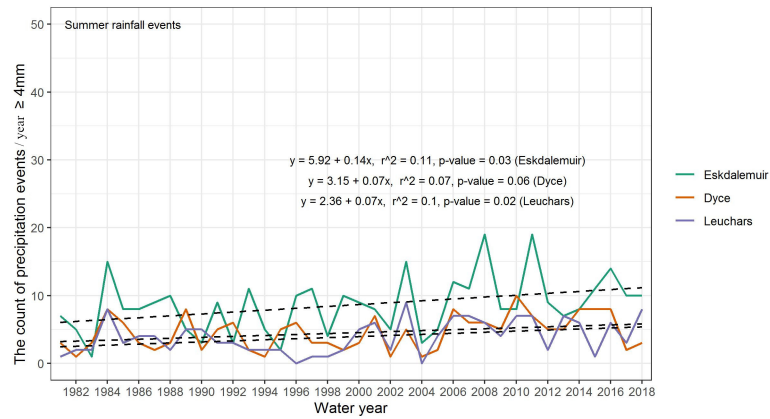 Summer rainfall events
50
40
30
20
10
0
The count of precipitation events / year ≥ 4mm
y = 5.92 + 0.14x, r^2 = 0.11, p-value = 0.03 (Eskdalemuir)
y = 3.15 + 0.07x, r^2 = 0.07, p-value = 0.06 (Dyce)
y = 2.36 + 0.07x, r^2 = 0.1, p-value = 0.02 (Leuchars)
Eskdalemuir
Dyce
Leuchars
1982 1984 1986 1988 1990 1992 1994 1996 1998 2000 2002 2004 2006 2008 2010 2012 2014 2016 2018
Water year